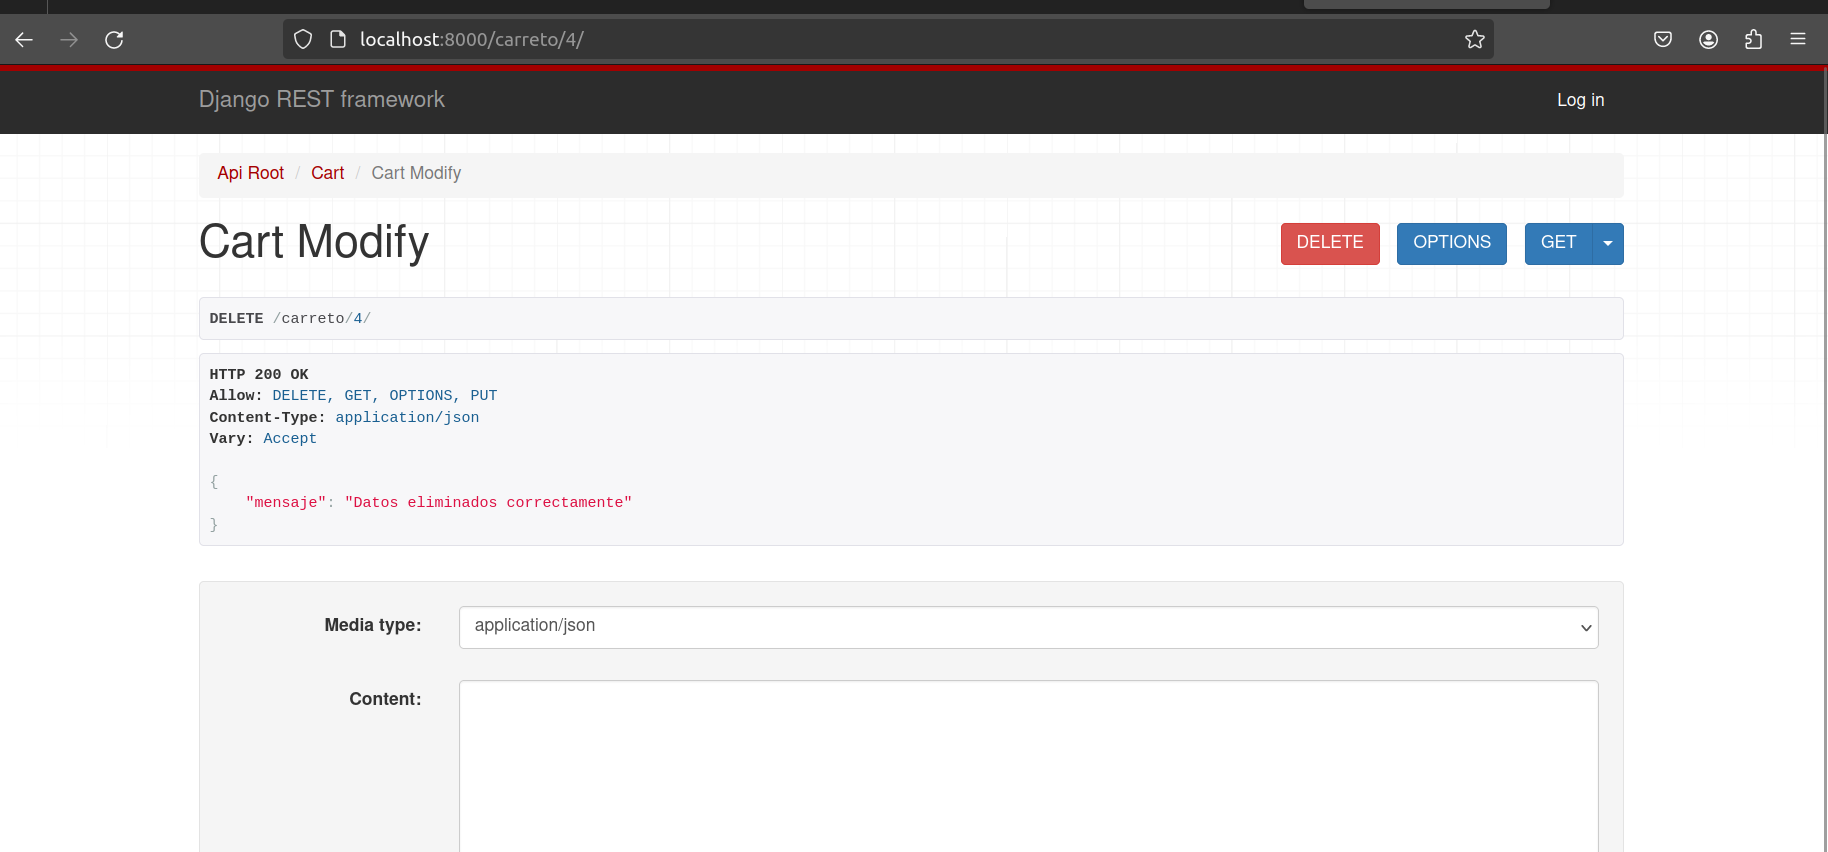 localhost:8000/carreto/4/
Django REST framework
Log in
Api Root / Cart / Cart Modify
Cart Modify
DELETE
OPTIONS
GET
DELETE /carreto/4/
HTTP 200 OK
Allow: DELETE, GET, OPTIONS, PUT
Content-Type: application/json
Vary: Accept
{
    "mensaje": "Datos eliminados correctamente"
}
Media type:
application/json
Content: